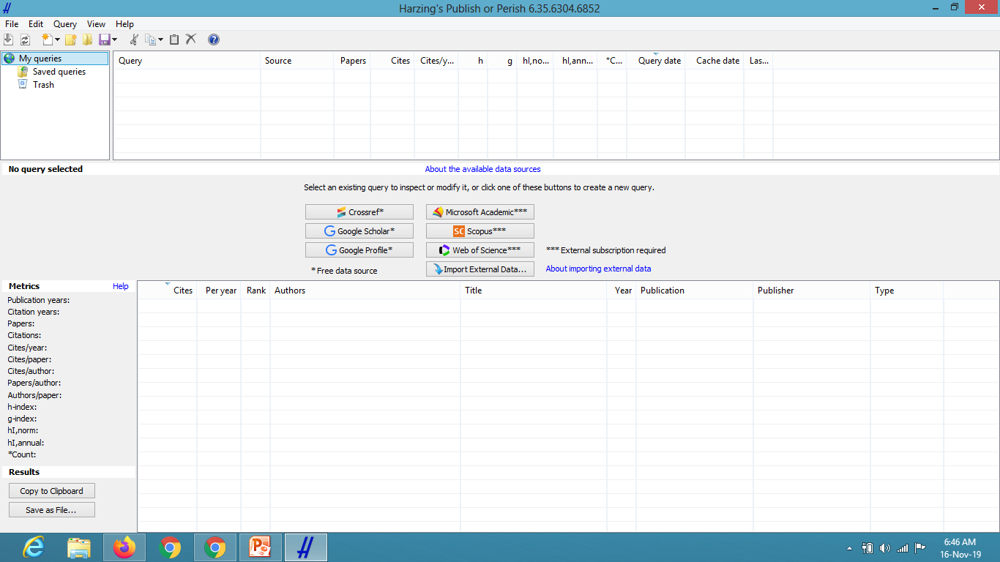 Harzing's Publish or Perish 6.35.6304.6852
File Edit Query View Help
My queries
Saved queries
Trash
Query Source Papers Cites Cites/y... h g hI,no... hI,ann... *C... Query date Cache date Las...
No query selected
About the available data sources
Select an existing query to inspect or modify it, or click one of these buttons to create a new query.
Crossref* Microsoft Academic***
Google Scholar* SC Scopus***
Google Profile* Web of Science*** *** External subscription required
* Free data source Import External Data... About importing external data
Metrics Help
Publication years:
Citation years:
Papers:
Citations:
Cites/year:
Cites/paper:
Cites/author:
Papers/author:
Authors/paper:
h-index:
g-index:
hI,norm:
hI,annual:
*Count:
Results
Copy to Clipboard
Save as File...
Cites Per year Rank Authors Title Year Publication Publisher Type
6:46 AM
16-Nov-19